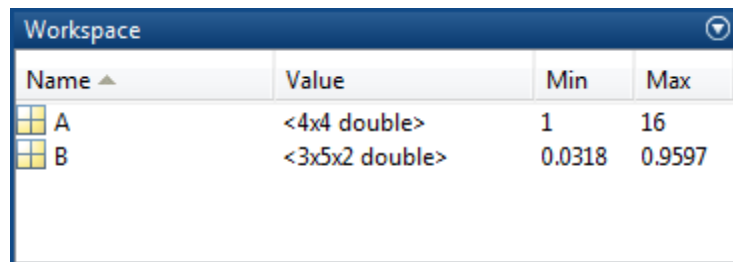 Workspace
Name Value Min Max
A <4x4 double> 1 16
B <3x5x2 double> 0.0318 0.9597